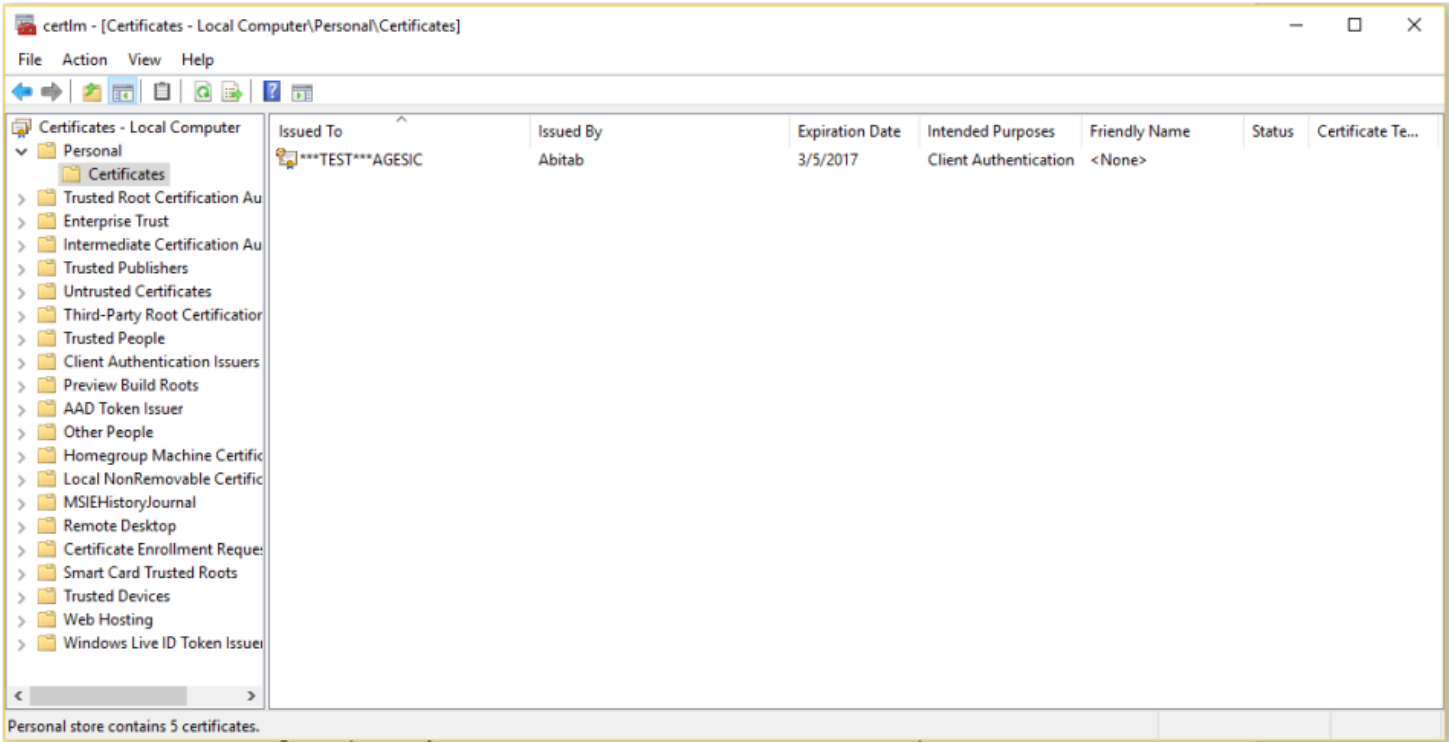 certlm - [Certificates - Local Computer\Personal\Certificates]
File Action View Help
Certificates - Local Computer
Personal
Certificates
Trusted Root Certification Au
Enterprise Trust
Intermediate Certification Au
Trusted Publishers
Untrusted Certificates
Third-Party Root Certification
Trusted People
Client Authentication Issuers
Preview Build Roots
AAD Token Issuer
Other People
Homegroup Machine Certific
Local NonRemovable Certific
MSIEHistoryJournal
Remote Desktop
Certificate Enrollment Reques
Smart Card Trusted Roots
Trusted Devices
Web Hosting
Windows Live ID Token Issuer
Issued To Issued By Expiration Date Intended Purposes Friendly Name Status Certificate Te...
***TEST***AGESIC Abitab 3/5/2017 Client Authentication <None>
Personal store contains 5 certificates.